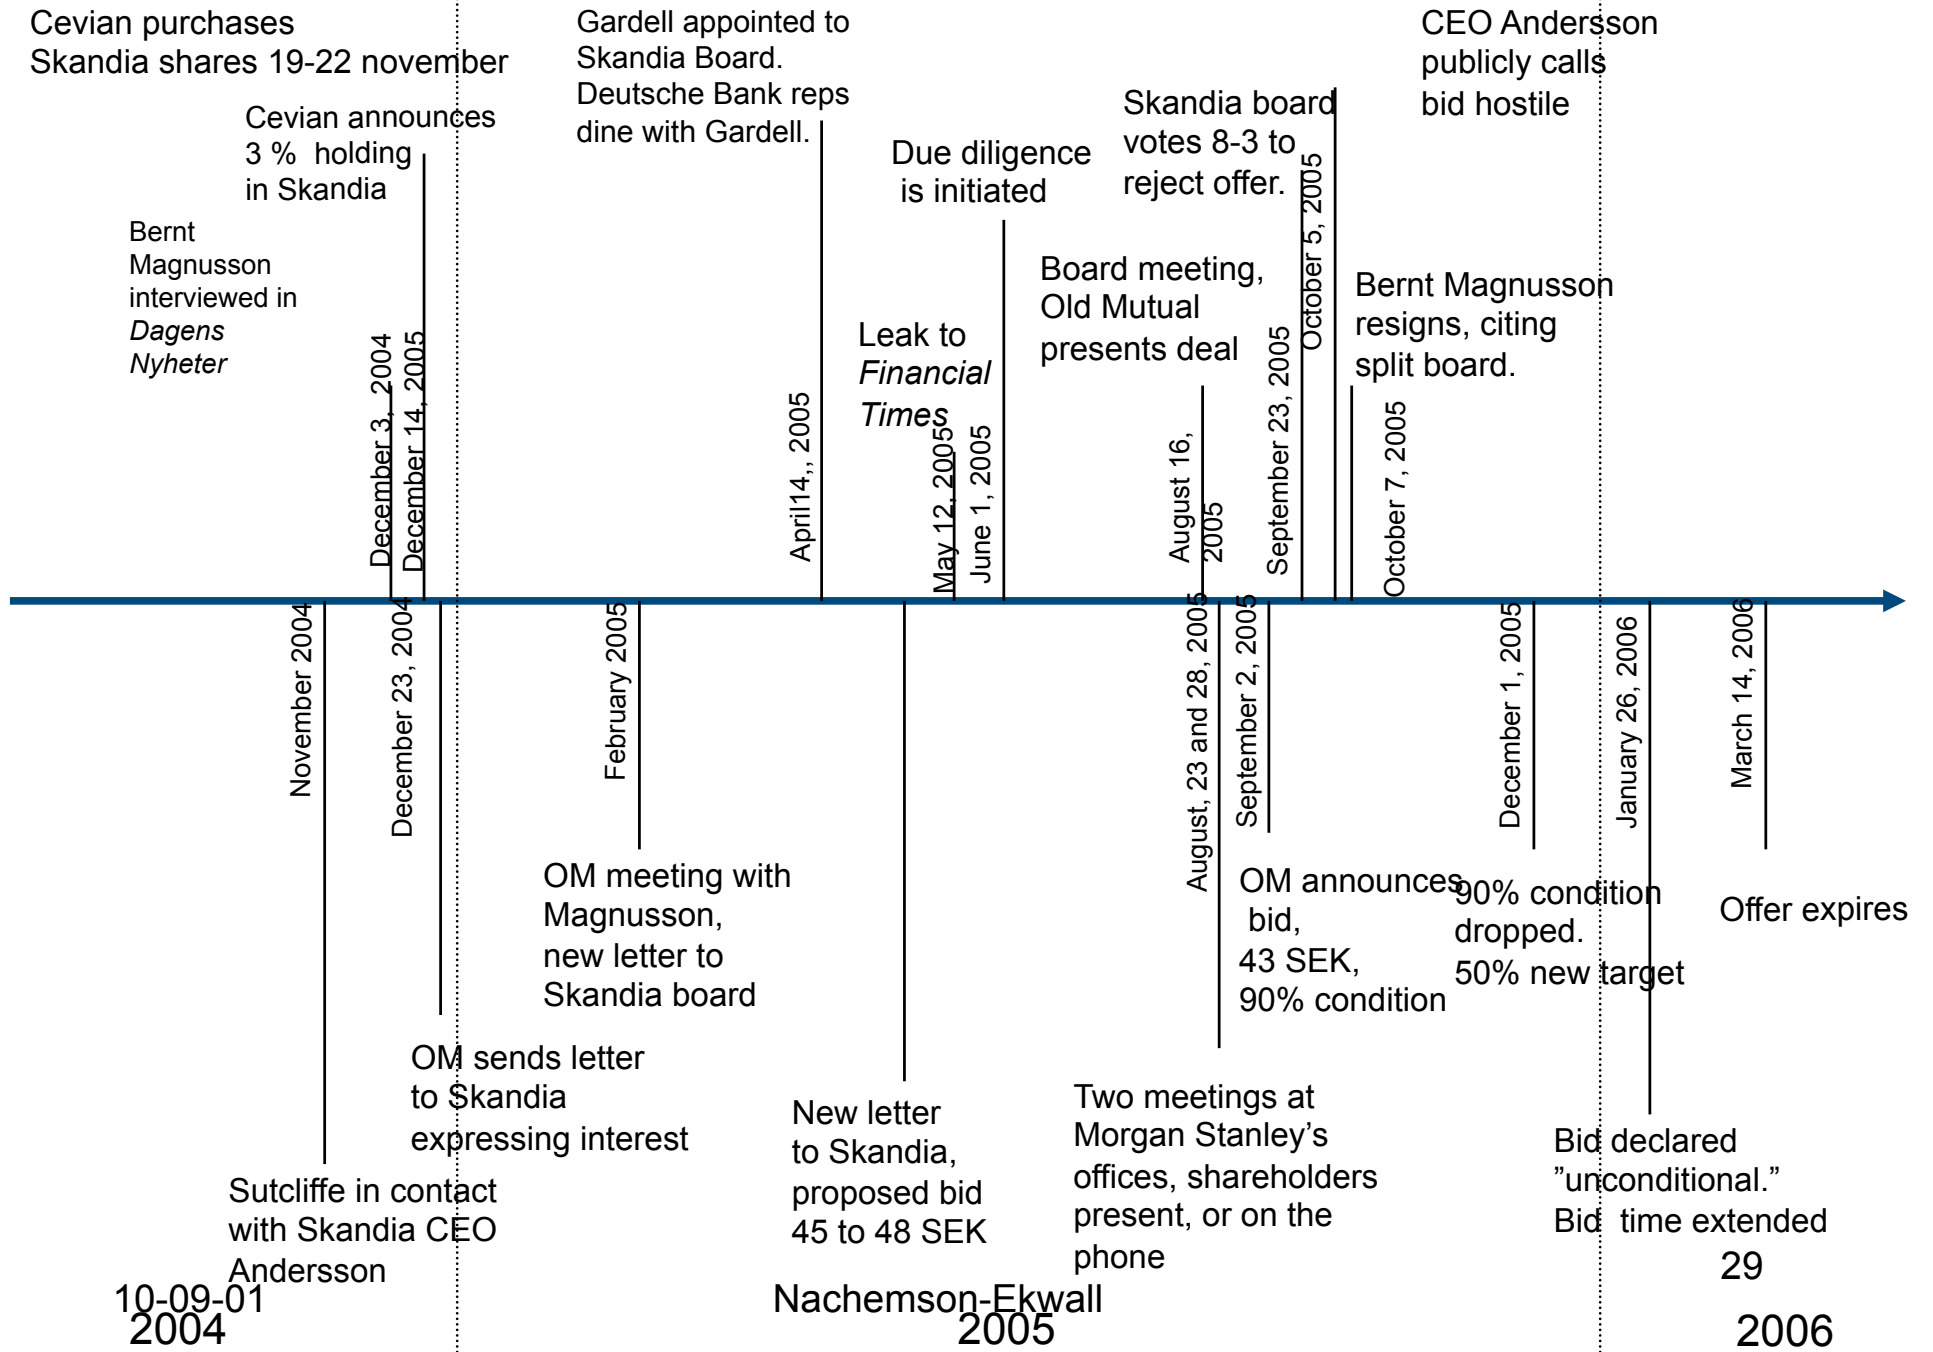 Cevian purchases
Skandia shares 19-22 november
Cevian announces
3 %  holding
in Skandia
Bernt
Magnusson
interviewed in
Dagens
Nyheter
Gardell appointed to
Skandia Board.
Deutsche Bank reps
dine with Gardell.
Leak to
Financial
Times
Due diligence
is initiated
Board meeting,
Old Mutual
presents deal
Skandia board
votes 8-3 to
reject offer.
CEO Andersson
publicly calls
bid hostile
Bernt Magnusson
resigns, citing
split board.
December 3, 2004
December 14, 2005
April14,, 2005
May 12, 2005
June 1, 2005
August 16,
2005
September 23, 2005
October 5, 2005
October 7, 2005
November 2004
December 23, 2004
February 2005
August, 23 and 28, 2005
September 2, 2005
December 1, 2005
January 26, 2006
March 14, 2006
Sutcliffe in contact
with Skandia CEO
Andersson
OM sends letter
to Skandia
expressing interest
OM meeting with
Magnusson,
new letter to
Skandia board
New letter
to Skandia,
proposed bid
45 to 48 SEK
Two meetings at
Morgan Stanley’s
offices, shareholders
present, or on the
phone
OM announces
bid,
43 SEK,
90% condition
90% condition
dropped.
50% new target
Bid declared
”unconditional.”
Bid  time extended
Offer expires
29
10-09-01
Nachemson-Ekwall
2004
2005
2006